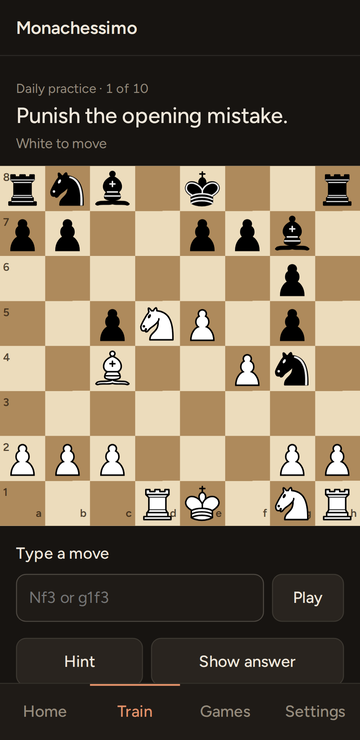 Monachessimo
Daily practice · 1 of 10
Punish the opening mistake.
White to move
8
7
6
5
4
3
2
1
a b c d e f g h
Type a move
Nf3 or g1f3
Play
Hint
Show answer
Home Train Games Settings